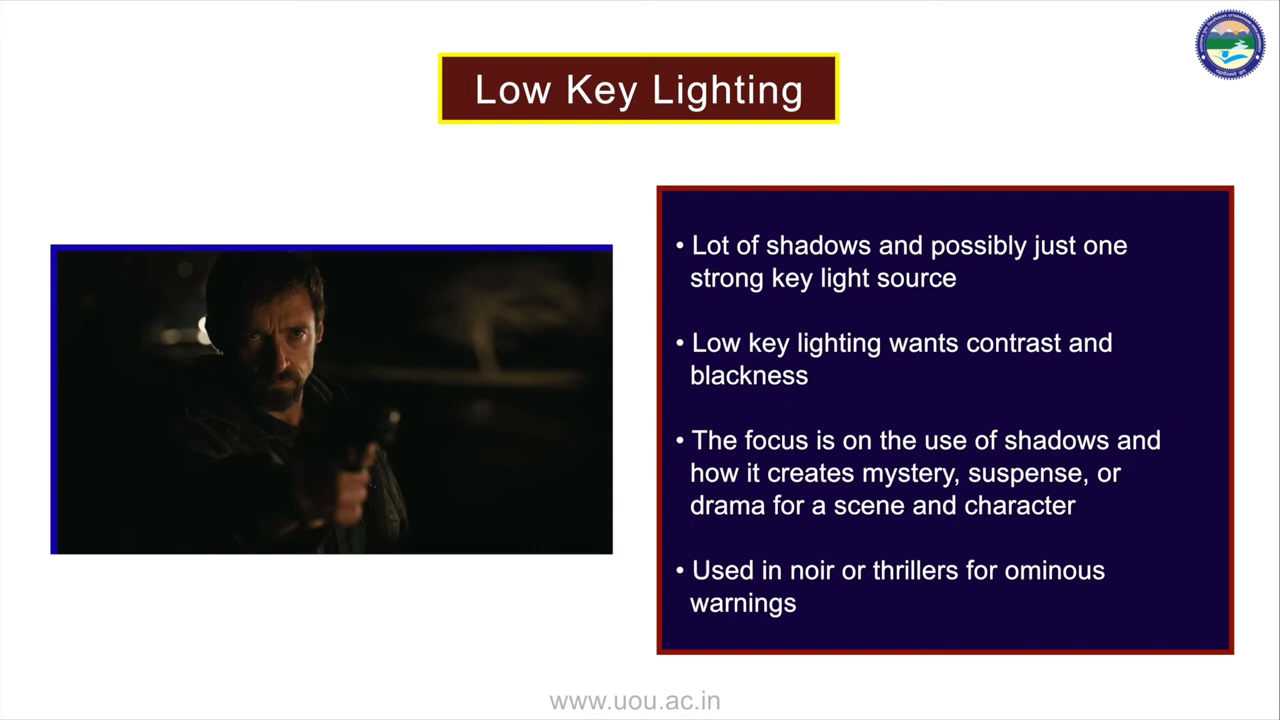 Low Key Lighting
• Lot of shadows and possibly just one
strong key light source
• Low key lighting wants contrast and
blackness
• The focus is on the use of shadows and
how it creates mystery, suspense, or
drama for a scene and character
• Used in noir or thrillers for ominous
warnings
www.uou.ac.in